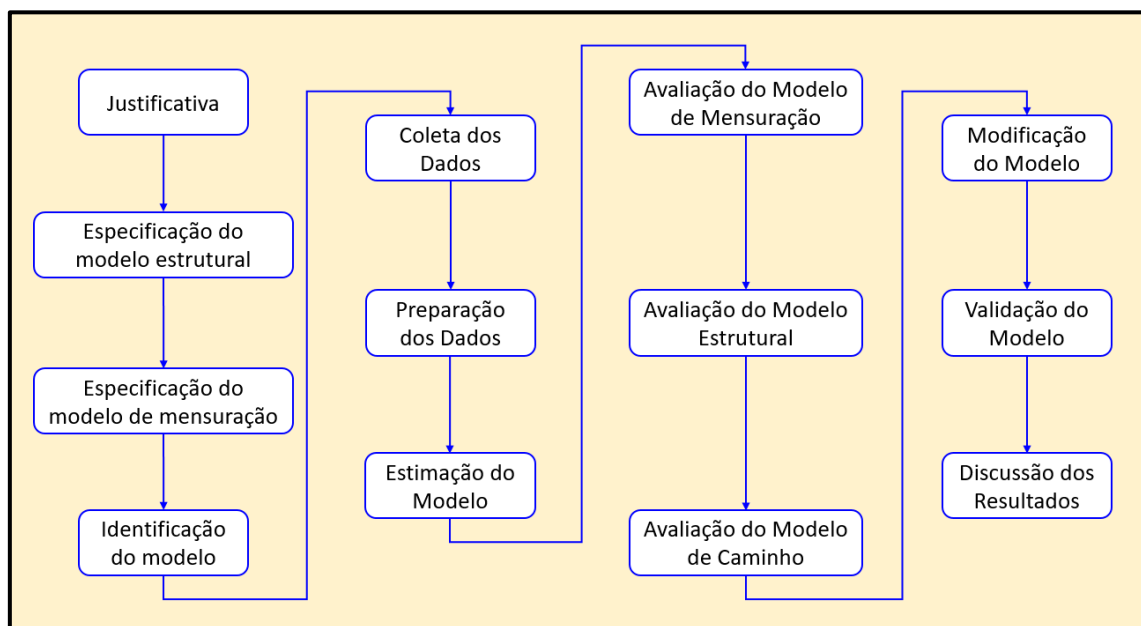 Justificativa
Especificação do
modelo estrutural
Especificação do
modelo de mensuração
Identificação
do modelo
Coleta dos
Dados
Preparação
dos Dados
Estimação do
Modelo
Avaliação do Modelo
de Mensuração
Avaliação do Modelo
Estrutural
Avaliação do Modelo
de Caminho
Modificação
do Modelo
Validação do
Modelo
Discussão dos
Resultados